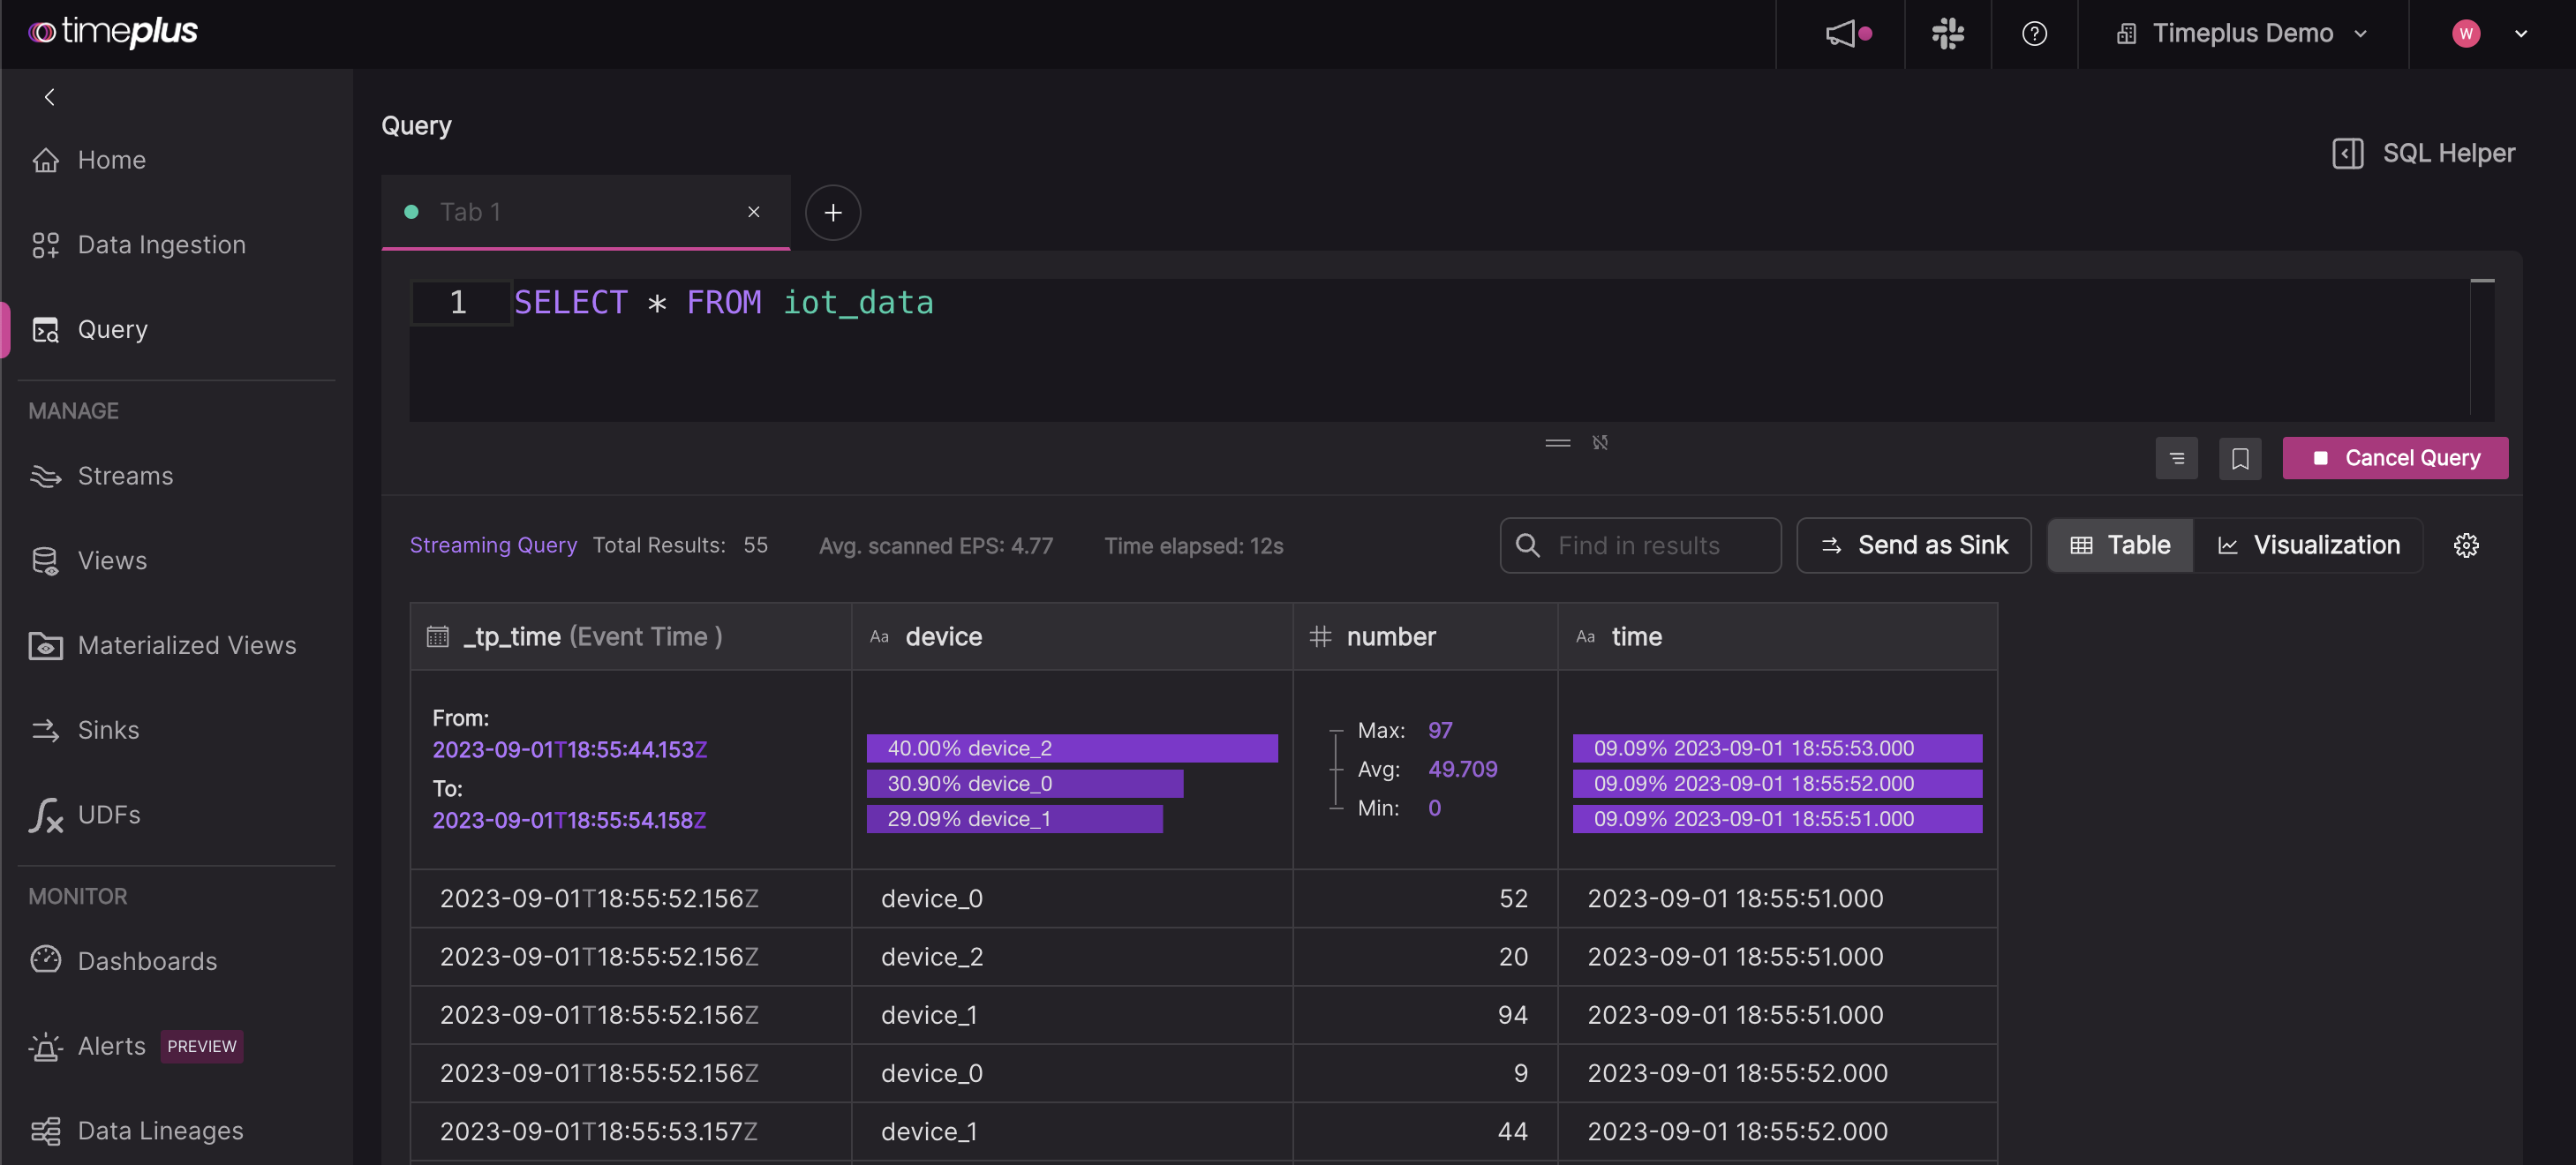 timeplus
Timeplus Demo
W
Home
Data Ingestion
Query
MANAGE
Streams
Views
Materialized Views
Sinks
UDFs
MONITOR
Dashboards
Alerts PREVIEW
Data Lineages
Query
SQL Helper
Tab 1
1 SELECT * FROM iot_data
Cancel Query
Streaming Query Total Results: 55 Avg. scanned EPS: 4.77 Time elapsed: 12s
Find in results
Send as Sink
Table
Visualization
_tp_time (Event Time ) Aa device number Aa time
From:
2023-09-01T18:55:44.153Z
To:
2023-09-01T18:55:54.158Z
40.00% device_2
30.90% device_0
29.09% device_1
Max: 97
Avg: 49.709
Min: 0
09.09% 2023-09-01 18:55:53.000
09.09% 2023-09-01 18:55:52.000
09.09% 2023-09-01 18:55:51.000
2023-09-01T18:55:52.156Z device_0 52 2023-09-01 18:55:51.000
2023-09-01T18:55:52.156Z device_2 20 2023-09-01 18:55:51.000
2023-09-01T18:55:52.156Z device_1 94 2023-09-01 18:55:51.000
2023-09-01T18:55:52.156Z device_0 9 2023-09-01 18:55:52.000
2023-09-01T18:55:53.157Z device_1 44 2023-09-01 18:55:52.000